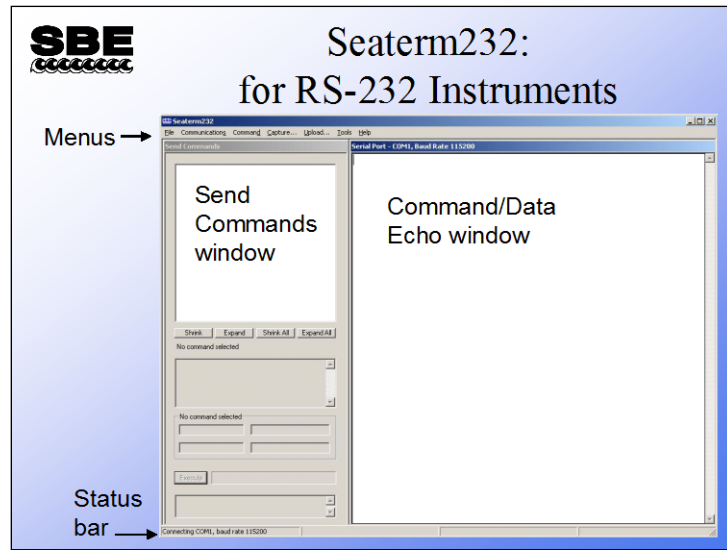 SBE
Seaterm232:
for RS-232 Instruments
Menus
Seaterm232
File Communications Command Capture... Upload... Tools Help
Send Commands
Serial Port - COM1, Baud Rate 115200
Send
Commands
window
Command/Data
Echo window
Shrink Expand Shrink All Expand All
No command selected
No command selected
Execute
Status
bar
Connecting COM1, baud rate 115200